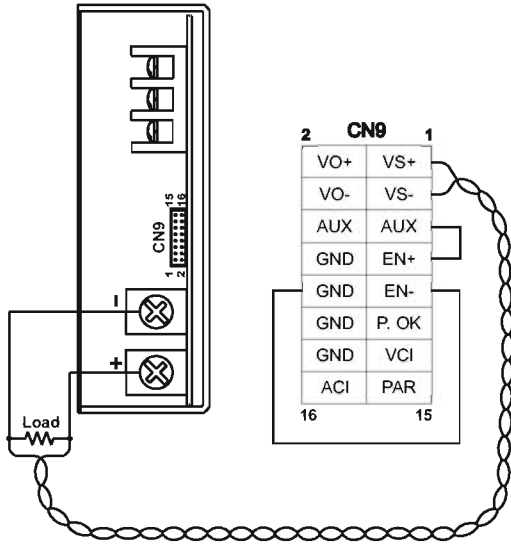 15
16
CN9
1
2
-
+
Load
2 CN9 1
VO+ VS+
VO- VS-
AUX AUX
GND EN+
GND EN-
GND P. OK
GND VCI
ACI PAR
16 15